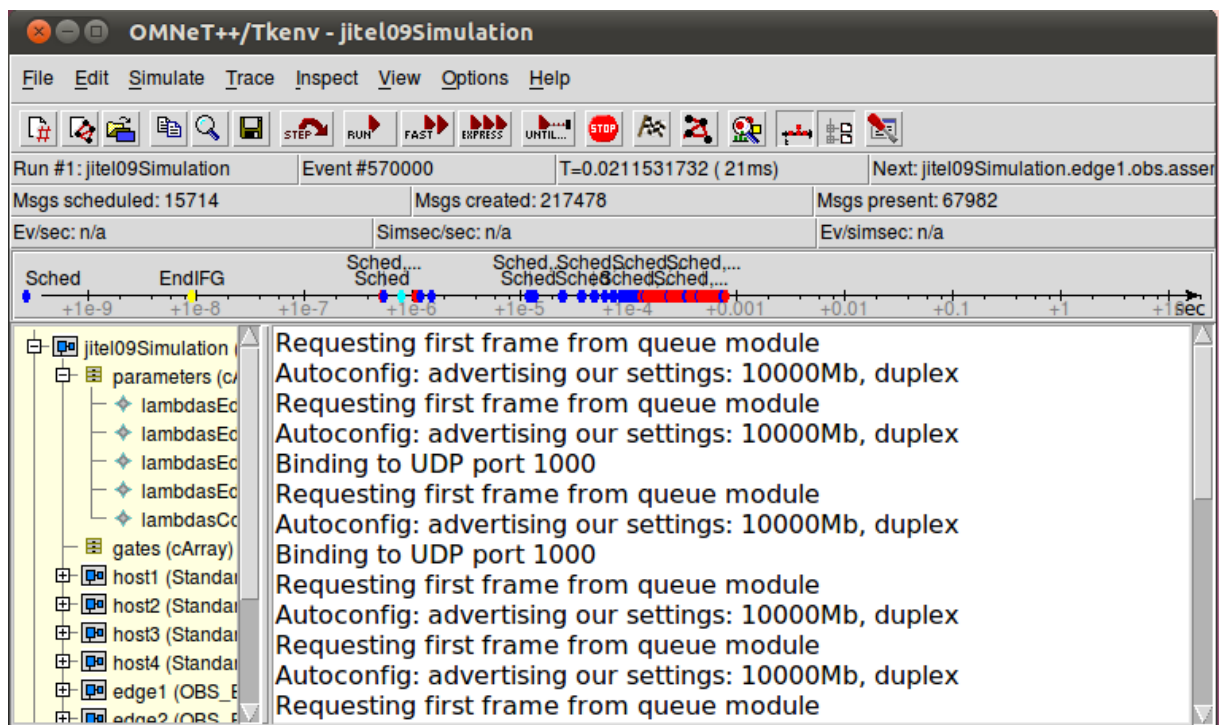 OMNeT++/Tkenv - jitel09Simulation
File Edit Simulate Trace Inspect View Options Help
STEP RUN FAST EXPRESS UNTIL... STOP
Run #1: jitel09Simulation Event #570000 T=0.0211531732 ( 21ms) Next: jitel09Simulation.edge1.obs.asser
Msgs scheduled: 15714 Msgs created: 217478 Msgs present: 67982
Ev/sec: n/a Simsec/sec: n/a Ev/simsec: n/a
Sched,... Sched,
Sched EndIFG Sched
+1e-9 +1e-8 +1e-7 +1e-6 +1e-5 +1e-4 +0.001 +0.01 +0.1 +1 sec
jitel09Simulation (
parameters (cA
lambdasEd
lambdasEd
lambdasEd
lambdasEd
lambdasCo
gates (cArray)
host1 (Standar
host2 (Standar
host3 (Standar
host4 (Standar
edge1 (OBS_E
edge2 (OBS_E
Requesting first frame from queue module
Autoconfig: advertising our settings: 10000Mb, duplex
Requesting first frame from queue module
Autoconfig: advertising our settings: 10000Mb, duplex
Binding to UDP port 1000
Requesting first frame from queue module
Autoconfig: advertising our settings: 10000Mb, duplex
Binding to UDP port 1000
Requesting first frame from queue module
Autoconfig: advertising our settings: 10000Mb, duplex
Requesting first frame from queue module
Autoconfig: advertising our settings: 10000Mb, duplex
Requesting first frame from queue module